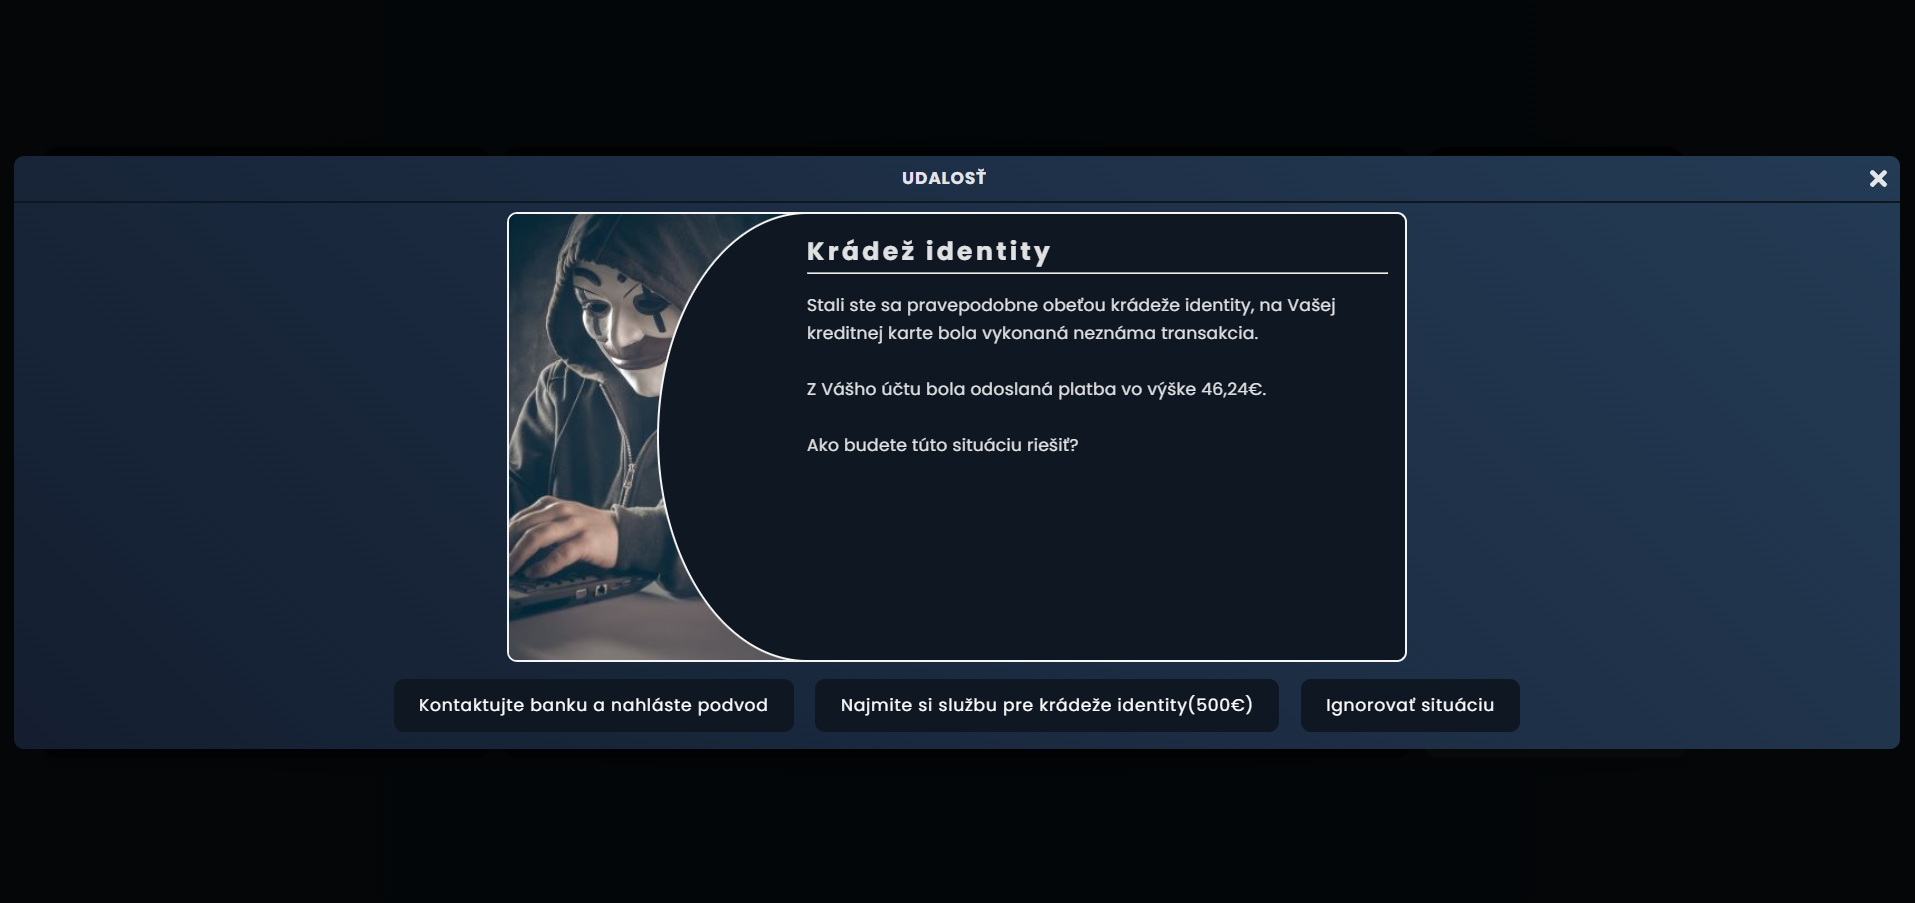 UDALOSŤ
Krádež identity
Stali ste sa pravepodobne obeťou krádeže identity, na Vašej
kreditnej karte bola vykonaná neznáma transakcia.
Z Vášho účtu bola odoslaná platba vo výške 46,24€.
Ako budete túto situáciu riešiť?
Kontaktujte banku a nahláste podvod
Najmite si službu pre krádeže identity(500€)
Ignorovať situáciu